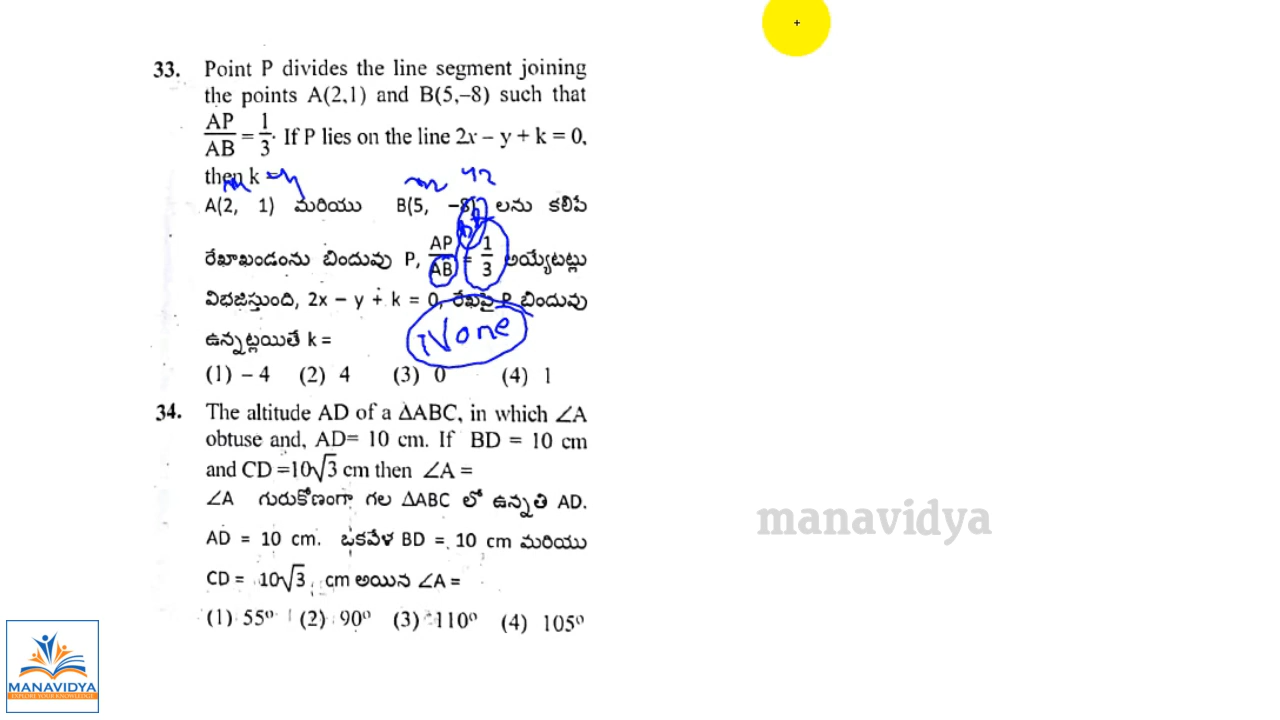 33. Point P divides the line segment joining
the points A(2,1) and B(5,–8) such that
AP/AB = 1/3. If P lies on the line 2x – y + k = 0,
then k =
A(2, 1) మరియు B(5, –8) లను కలిపే
రేఖాఖండంను బిందువు P, AP/AB = 1/3 అయ్యేటట్లు
విభజిస్తుంది, 2x – y + k = 0, రేఖపై P బిందువు
ఉన్నట్లయితే k =
None
(1) – 4 (2) 4 (3) 0 (4) 1
34. The altitude AD of a ΔABC, in which ∠A
obtuse and, AD= 10 cm. If BD = 10 cm
and CD =10√3 cm then ∠A =
∠A గురుకోణంగా గల ΔABC లో ఉన్నతి AD.
AD = 10 cm. ఒకవేళ BD = 10 cm మరియు
CD = 10√3 cm అయిన ∠A =
(1) 55º (2) 90º (3) 110º (4) 105º
manavidya
MANAVIDYA